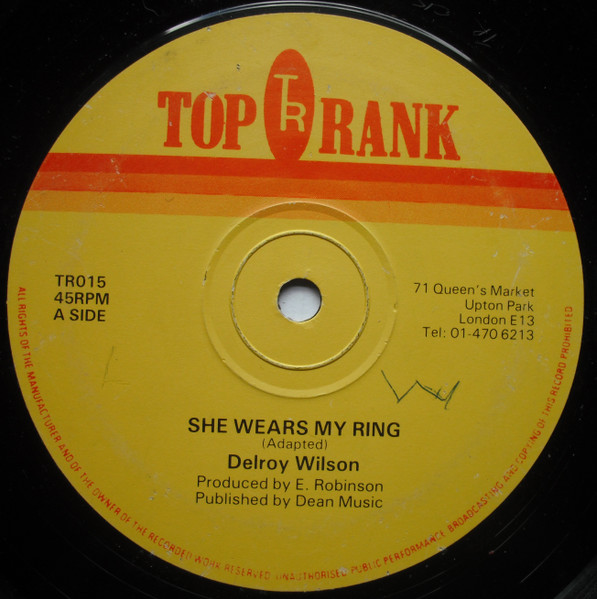 TOP TR RANK
TR015
45RPM
A SIDE
71 Queen's Market
Upton Park
London E13
Tel: 01-470 6213
SHE WEARS MY RING
(Adapted)
Delroy Wilson
Produced by E. Robinson
Published by Dean Music
ALL RIGHTS OF THE MANUFACTURER AND OF THE OWNER OF THE RECORDED WORK RESERVED. UNAUTHORISED PUBLIC PERFORMANCE, BROADCASTING AND COPYING OF THIS RECORD PROHIBITED